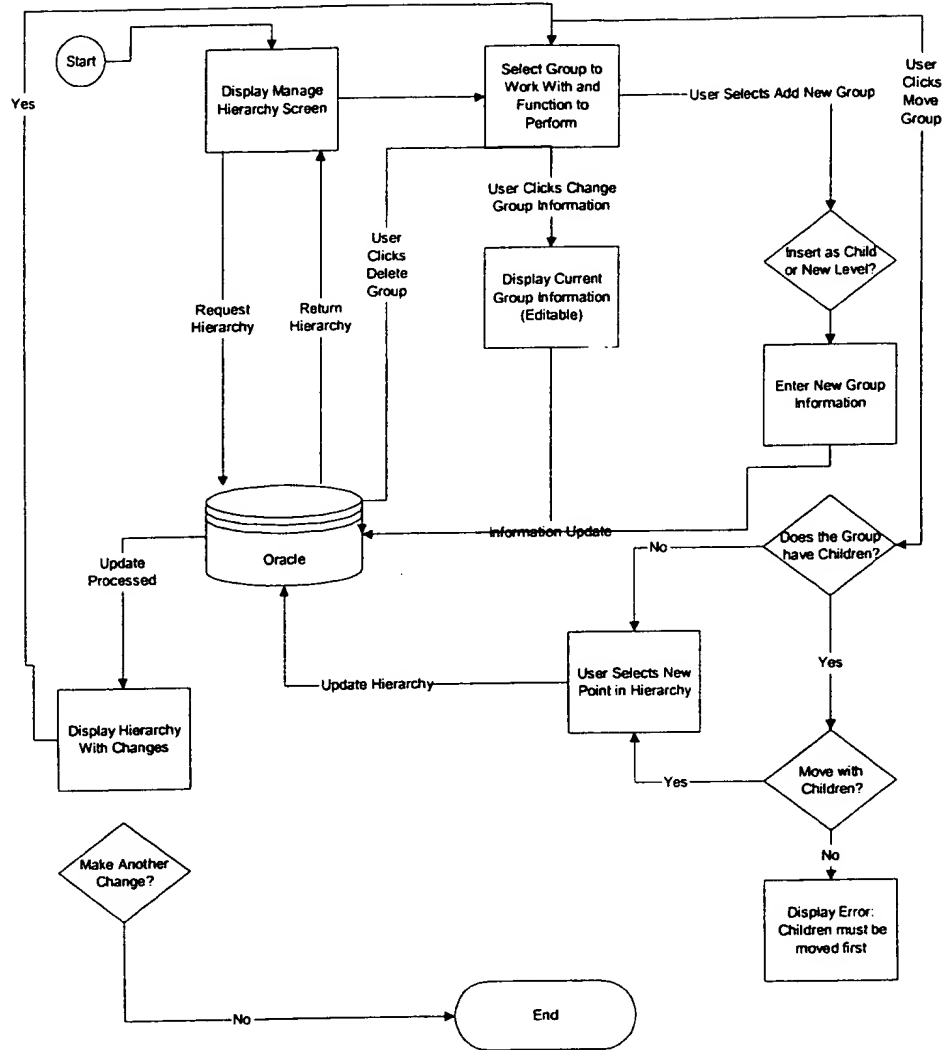 Start
Yes
Display Manage
Hierarchy Screen
Select Group to
Work With and
Function to
Perform
User Selects Add New Group
User
Clicks
Move
Group
User Clicks Change
Group Information
User
Clicks
Delete
Group
Insert as Child
or New Level?
Display Current
Group Information
(Editable)
Request
Hierarchy
Return
Hierarchy
Enter New Group
Information
Oracle
Information Update
Does the Group
have Children?
No
Update
Processed
Yes
User Selects New
Point in Hierarchy
Update Hierarchy
Display Hierarchy
With Changes
Move with
Children?
Yes
No
Make Another
Change?
Display Error:
Children must be
moved first
No
End